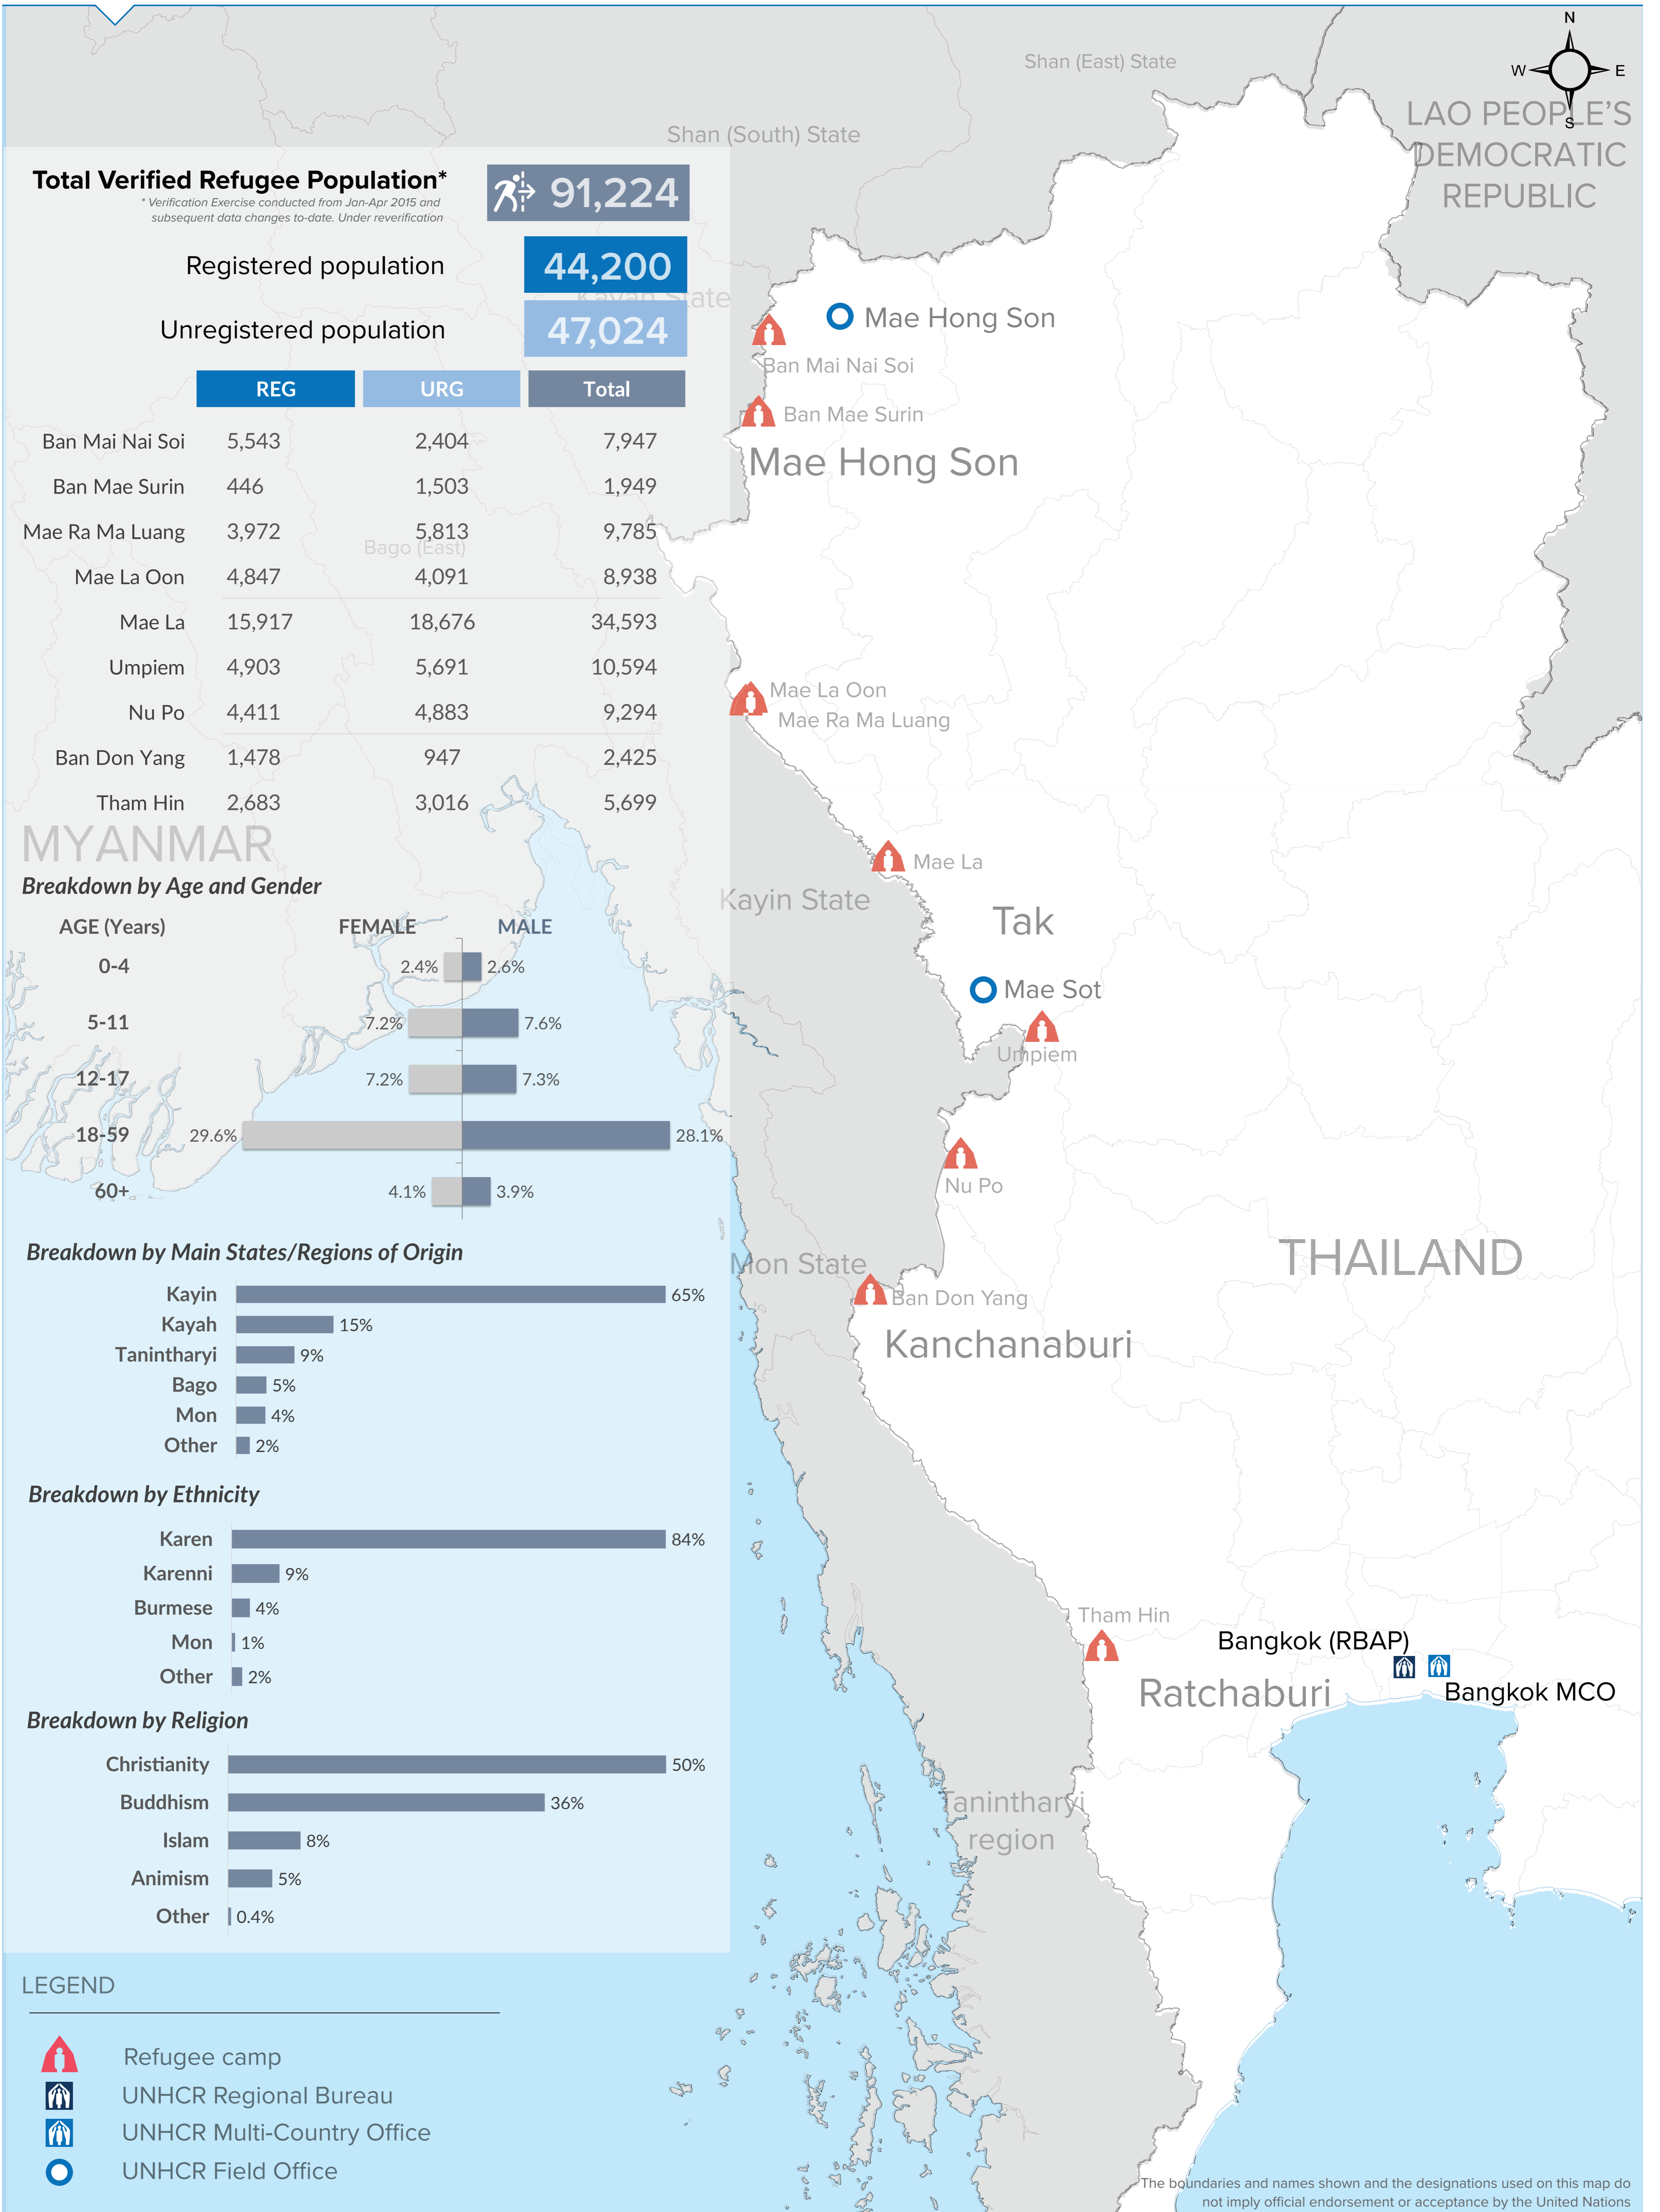 Total Verified Refugee Population*
* Verification Exercise conducted from Jan-Apr 2015 and
subsequent data changes to-date. Under reverification
91,224
Registered population 44,200
Unregistered population 47,024
REG URG Total
Ban Mai Nai Soi 5,543 2,404 7,947
Ban Mae Surin 446 1,503 1,949
Mae Ra Ma Luang 3,972 5,813 9,785
Mae La Oon 4,847 4,091 8,938
Mae La 15,917 18,676 34,593
Umpiem 4,903 5,691 10,594
Nu Po 4,411 4,883 9,294
Ban Don Yang 1,478 947 2,425
Tham Hin 2,683 3,016 5,699
MYANMAR
Breakdown by Age and Gender
AGE (Years) FEMALE MALE
0-4 2.4% 2.6%
5-11 7.2% 7.6%
12-17 7.2% 7.3%
18-59 29.6% 28.1%
60+ 4.1% 3.9%
Breakdown by Main States/Regions of Origin
Kayin 65%
Kayah 15%
Tanintharyi 9%
Bago 5%
Mon 4%
Other 2%
Breakdown by Ethnicity
Karen 84%
Karenni 9%
Burmese 4%
Mon 1%
Other 2%
Breakdown by Religion
Christianity 50%
Buddhism 36%
Islam 8%
Animism 5%
Other 0.4%
LEGEND
Refugee camp
UNHCR Regional Bureau
UNHCR Multi-Country Office
UNHCR Field Office
N
W E
S
Shan (East) State
LAO PEOPLE'S
DEMOCRATIC
REPUBLIC
Shan (South) State
Kayah State
Bago (East)
Mae Hong Son
Ban Mai Nai Soi
Ban Mae Surin
Mae Hong Son
Mae La Oon
Mae Ra Ma Luang
Mae La
Kayin State
Tak
Mae Sot
Umpiem
Nu Po
THAILAND
Mon State
Ban Don Yang
Kanchanaburi
Tham Hin
Bangkok (RBAP)
Ratchaburi
Bangkok MCO
Tanintharyi
region
The boundaries and names shown and the designations used on this map do
not imply official endorsement or acceptance by the United Nations